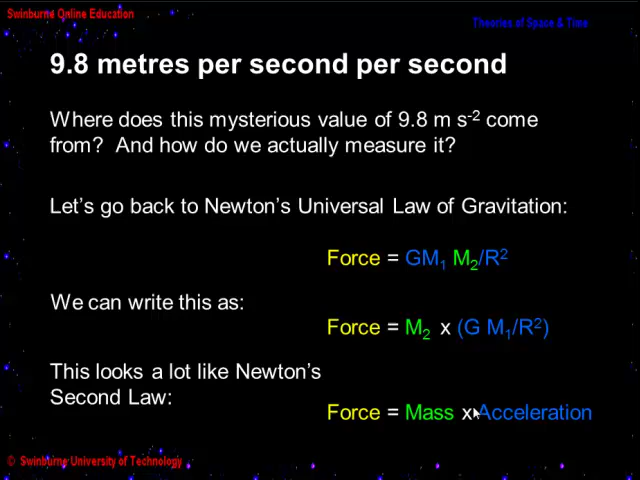 Swinburne Online Education
Theories of Space & Time
9.8 metres per second per second
Where does this mysterious value of 9.8 m s⁻² come
from? And how do we actually measure it?
Let's go back to Newton's Universal Law of Gravitation:
Force = GM₁ M₂/R²
We can write this as:
Force = M₂ x (G M₁/R²)
This looks a lot like Newton's
Second Law:
Force = Mass x Acceleration
© Swinburne University of Technology